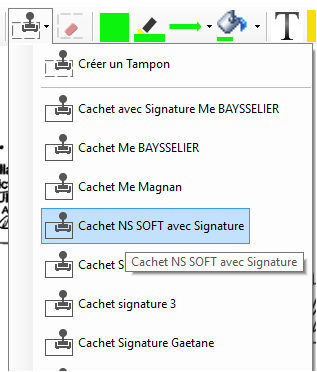 T
Créer un Tampon
Cachet avec Signature Me BAYSSELIER
Cachet Me BAYSSELIER
Cachet Me Magnan
Cachet NS SOFT avec Signature
Cachet S
Cachet NS SOFT avec Signature
Cachet signature 3
Cachet Signature Gaetane